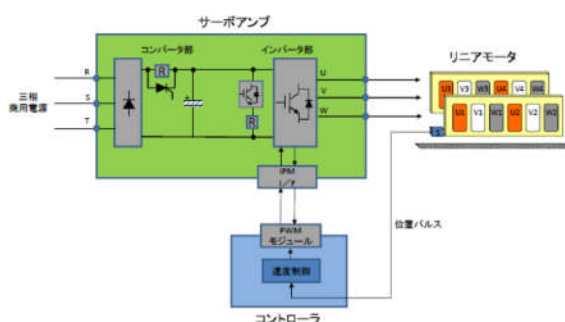 サーボアンプ
コンバータ部
インバータ部
リニアモータ
三相
商用電源
R
S
T
R
R
U
V
W
U3 V3 W3 U4 V4 W4
U1 V1 W1 U2 V2 W2
IPM
I/F
位置パルス
PWM
モジュール
速度制御
コントローラ